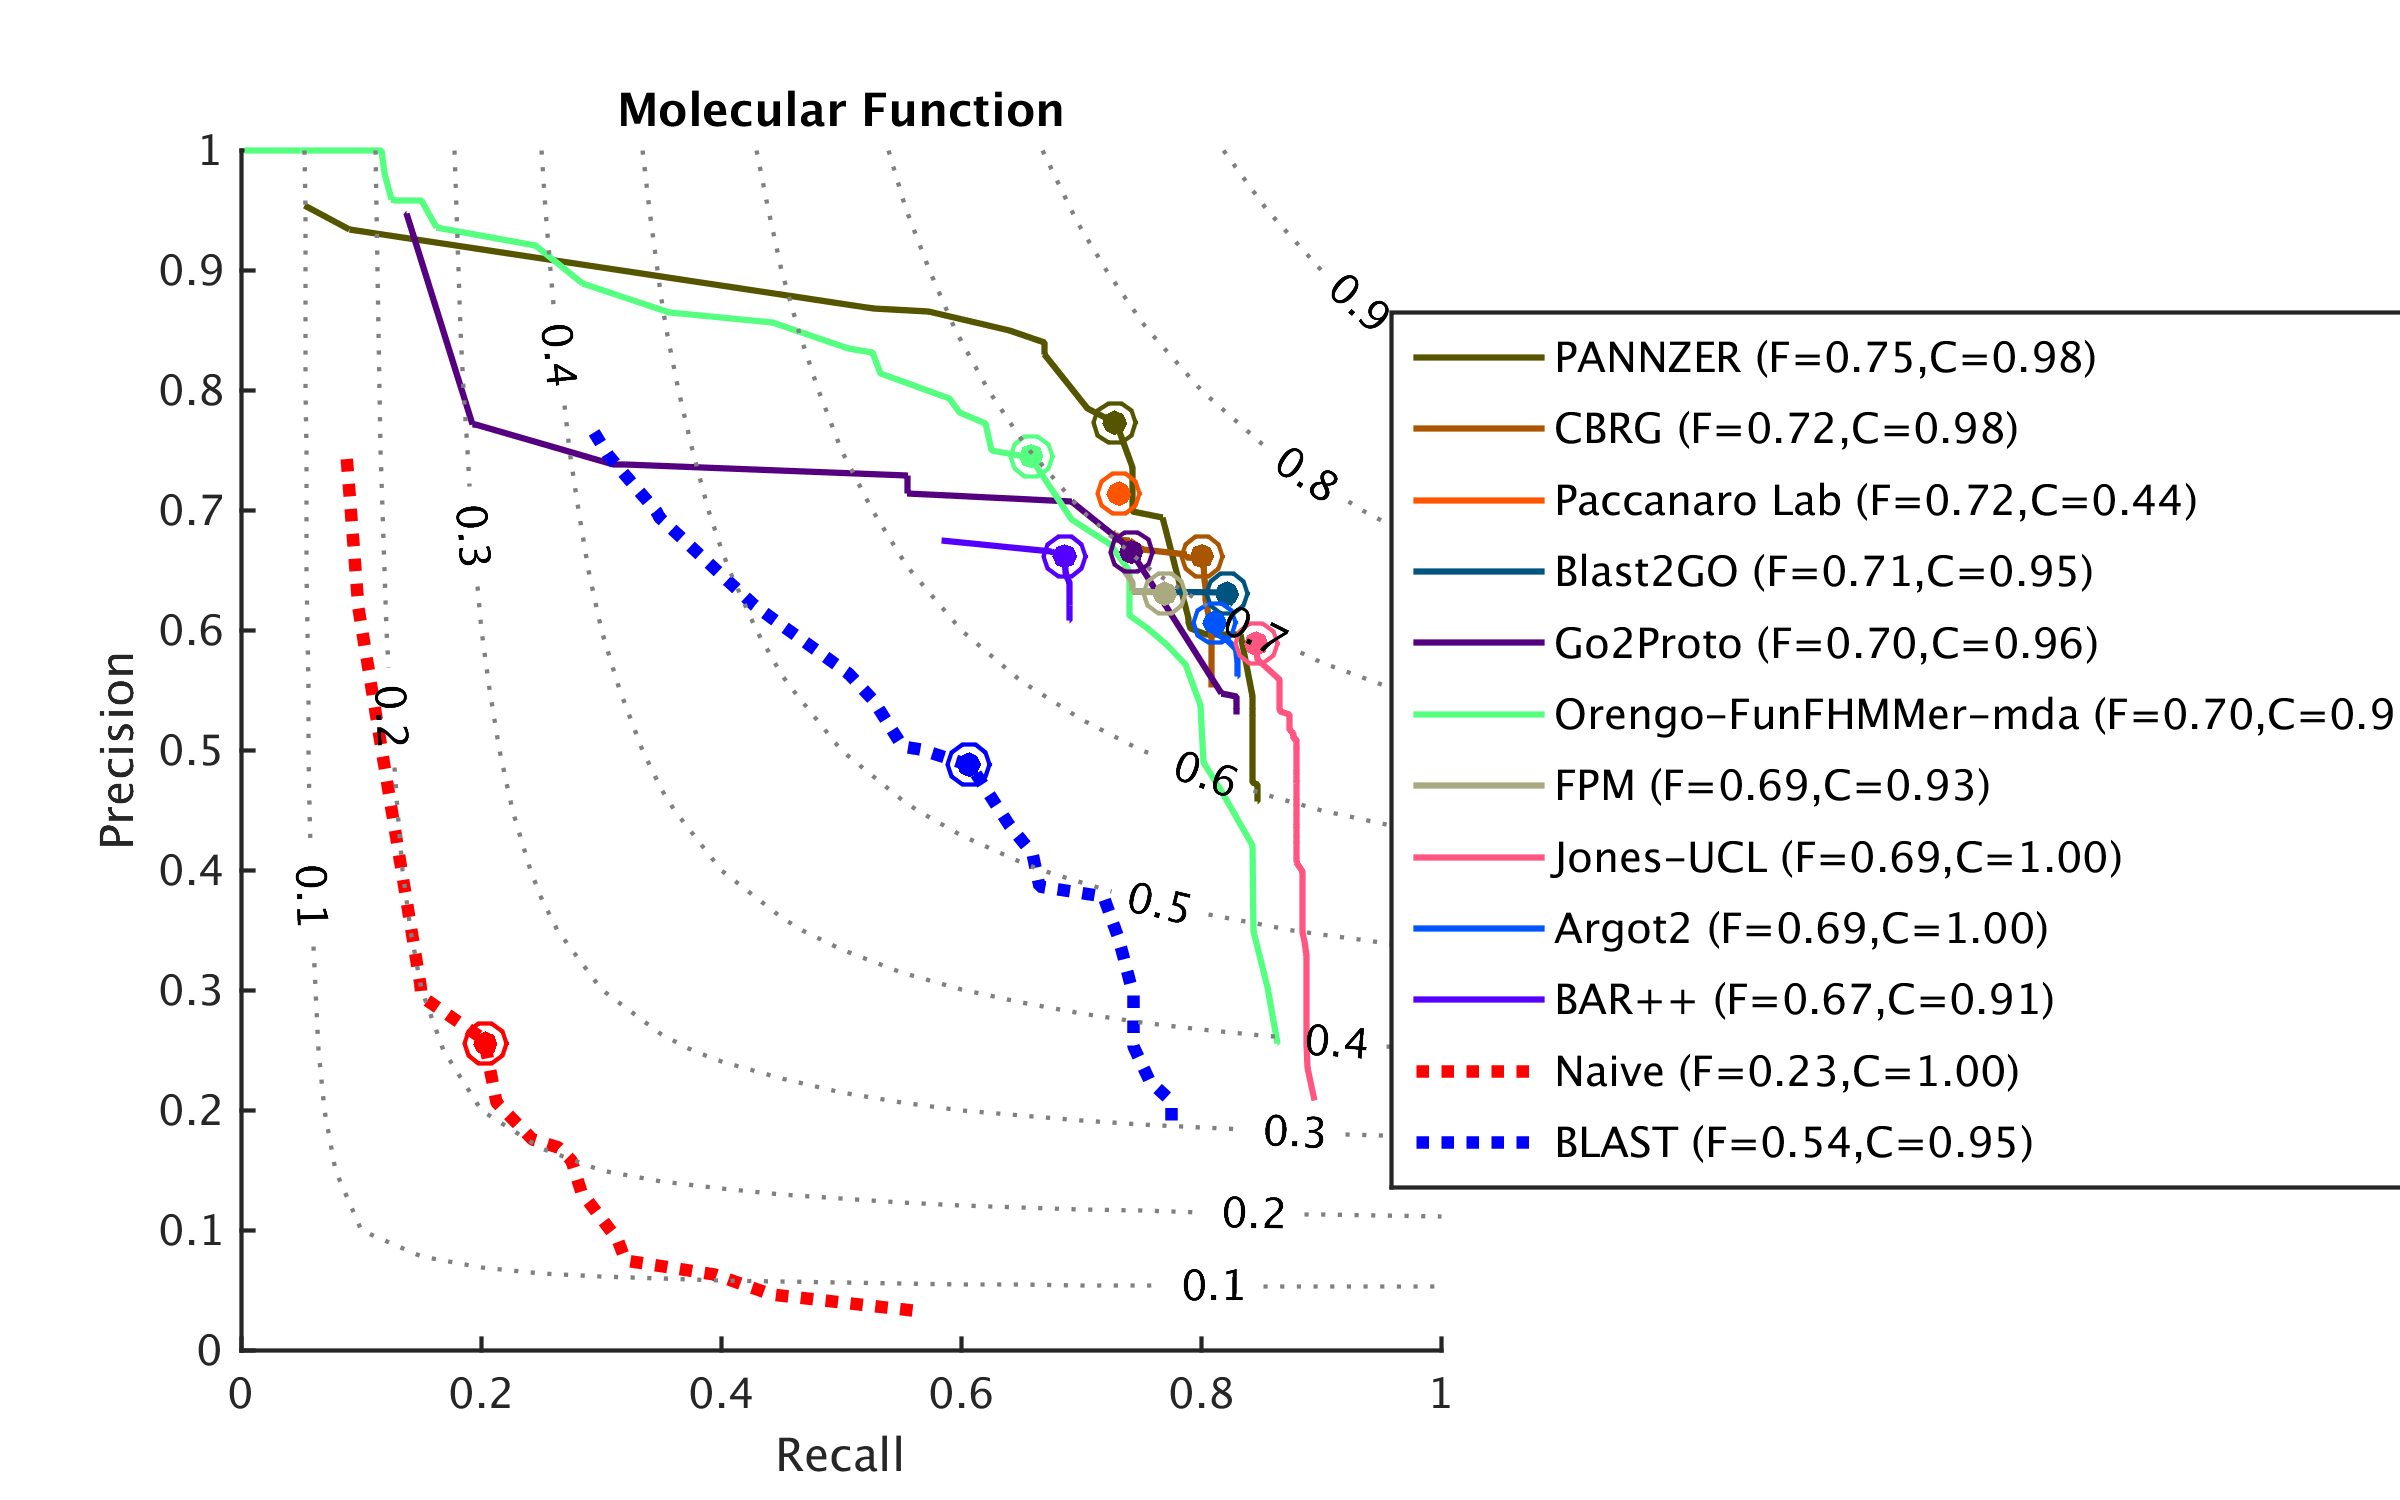 Molecular Function
1
0.9
0.8
0.7
0.6
0.5
0.4
0.3
0.2
0.1
0
Precision
0
0.2
0.4
0.6
0.8
1
Recall
0.1
0.2
0.3
0.4
0.9
0.8
0.7
0.6
0.5
0.4
0.3
0.2
0.1
PANNZER (F=0.75,C=0.98)
CBRG (F=0.72,C=0.98)
Paccanaro Lab (F=0.72,C=0.44)
Blast2GO (F=0.71,C=0.95)
Go2Proto (F=0.70,C=0.96)
Orengo-FunFHMMer-mda (F=0.70,C=0.9
FPM (F=0.69,C=0.93)
Jones-UCL (F=0.69,C=1.00)
Argot2 (F=0.69,C=1.00)
BAR++ (F=0.67,C=0.91)
Naive (F=0.23,C=1.00)
BLAST (F=0.54,C=0.95)